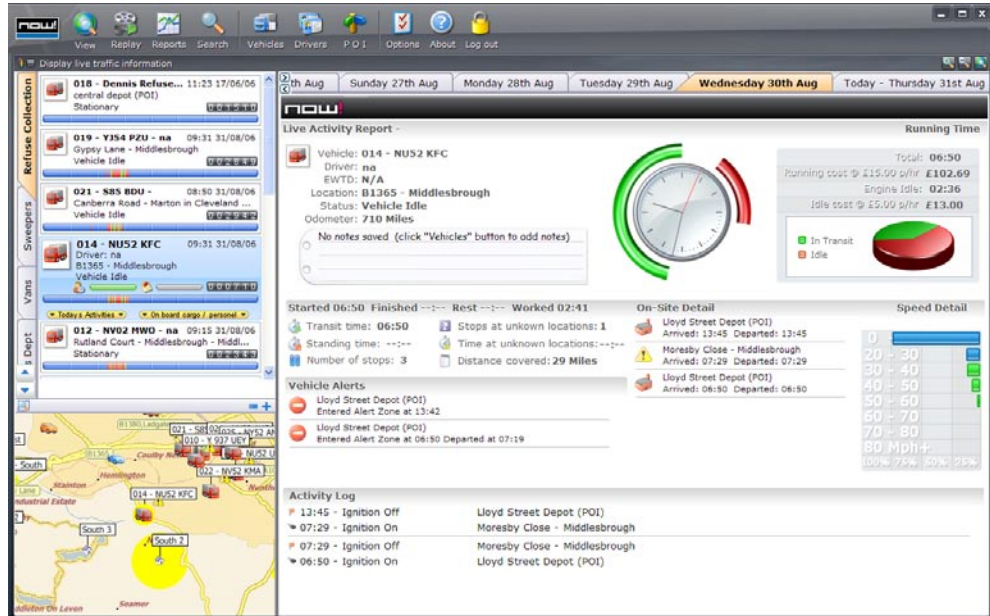 now!
View Replay Reports Search Vehicles Drivers P O I Options About Log out
Display live traffic information
Refuse Collection
Sweepers
Vans
s Dept
018 - Dennis Refuse... 11:23 17/06/06
central depot (POI)
Stationary 001510
019 - YJ54 PZU - na 09:31 31/08/06
Gypsy Lane - Middlesbrough
Vehicle Idle 002849
021 - S85 BDU - 08:50 31/08/06
Canberra Road - Marton in Cleveland ...
Vehicle Idle 002942
014 - NU52 KFC 09:31 31/08/06
Driver: na
B1365 - Middlesbrough
Vehicle Idle
000710
Todays Activities On board cargo / personel
012 - NV02 MWO - na 09:15 31/08/06
Rutland Court - Middlesbrough - Middl...
Stationary
th Aug Sunday 27th Aug Monday 28th Aug Tuesday 29th Aug Wednesday 30th Aug Today - Thursday 31st Aug
now!
Live Activity Report - Running Time
Vehicle: 014 - NU52 KFC
Driver: na
EWTD: N/A
Location: B1365 - Middlesbrough
Status: Vehicle Idle
Odometer: 710 Miles
No notes saved (click "Vehicles" button to add notes)
Total: 06:50
Running cost @ £15.00 p/hr £102.69
Engine Idle: 02:36
Idle cost @ £5.00 p/hr £13.00
In Transit
Idle
Started 06:50 Finished --:-- Rest --:-- Worked 02:41
Transit time: 06:50 Stops at unkown locations: 1
Standing time: --:-- Time at unknown locations: --:--
Number of stops: 3 Distance covered: 29 Miles
On-Site Detail
Lloyd Street Depot (POI)
Arrived: 13:45 Departed: 13:45
Moresby Close - Middlesbrough
Arrived: 07:29 Departed: 07:29
Lloyd Street Depot (POI)
Arrived: 06:50 Departed: 06:50
Speed Detail
0
20 - 30
30 - 40
40 - 50
50 - 60
60 - 70
70 - 80
80 Mph+
100% 75% 50% 25%
Vehicle Alerts
Lloyd Street Depot (POI)
Entered Alert Zone at 13:42
Lloyd Street Depot (POI)
Entered Alert Zone at 06:50 Departed at 07:19
Activity Log
13:45 - Ignition Off Lloyd Street Depot (POI)
07:29 - Ignition On Moresby Close - Middlesbrough
07:29 - Ignition Off Moresby Close - Middlesbrough
06:50 - Ignition On Lloyd Street Depot (POI)
010 - Y 937 UEY
022 - NV52 KMA
Hemlington
Stainton
014 - NU52 KFC
Industrial Estate
South 3
South 2
Seamer
Middleton On Leven